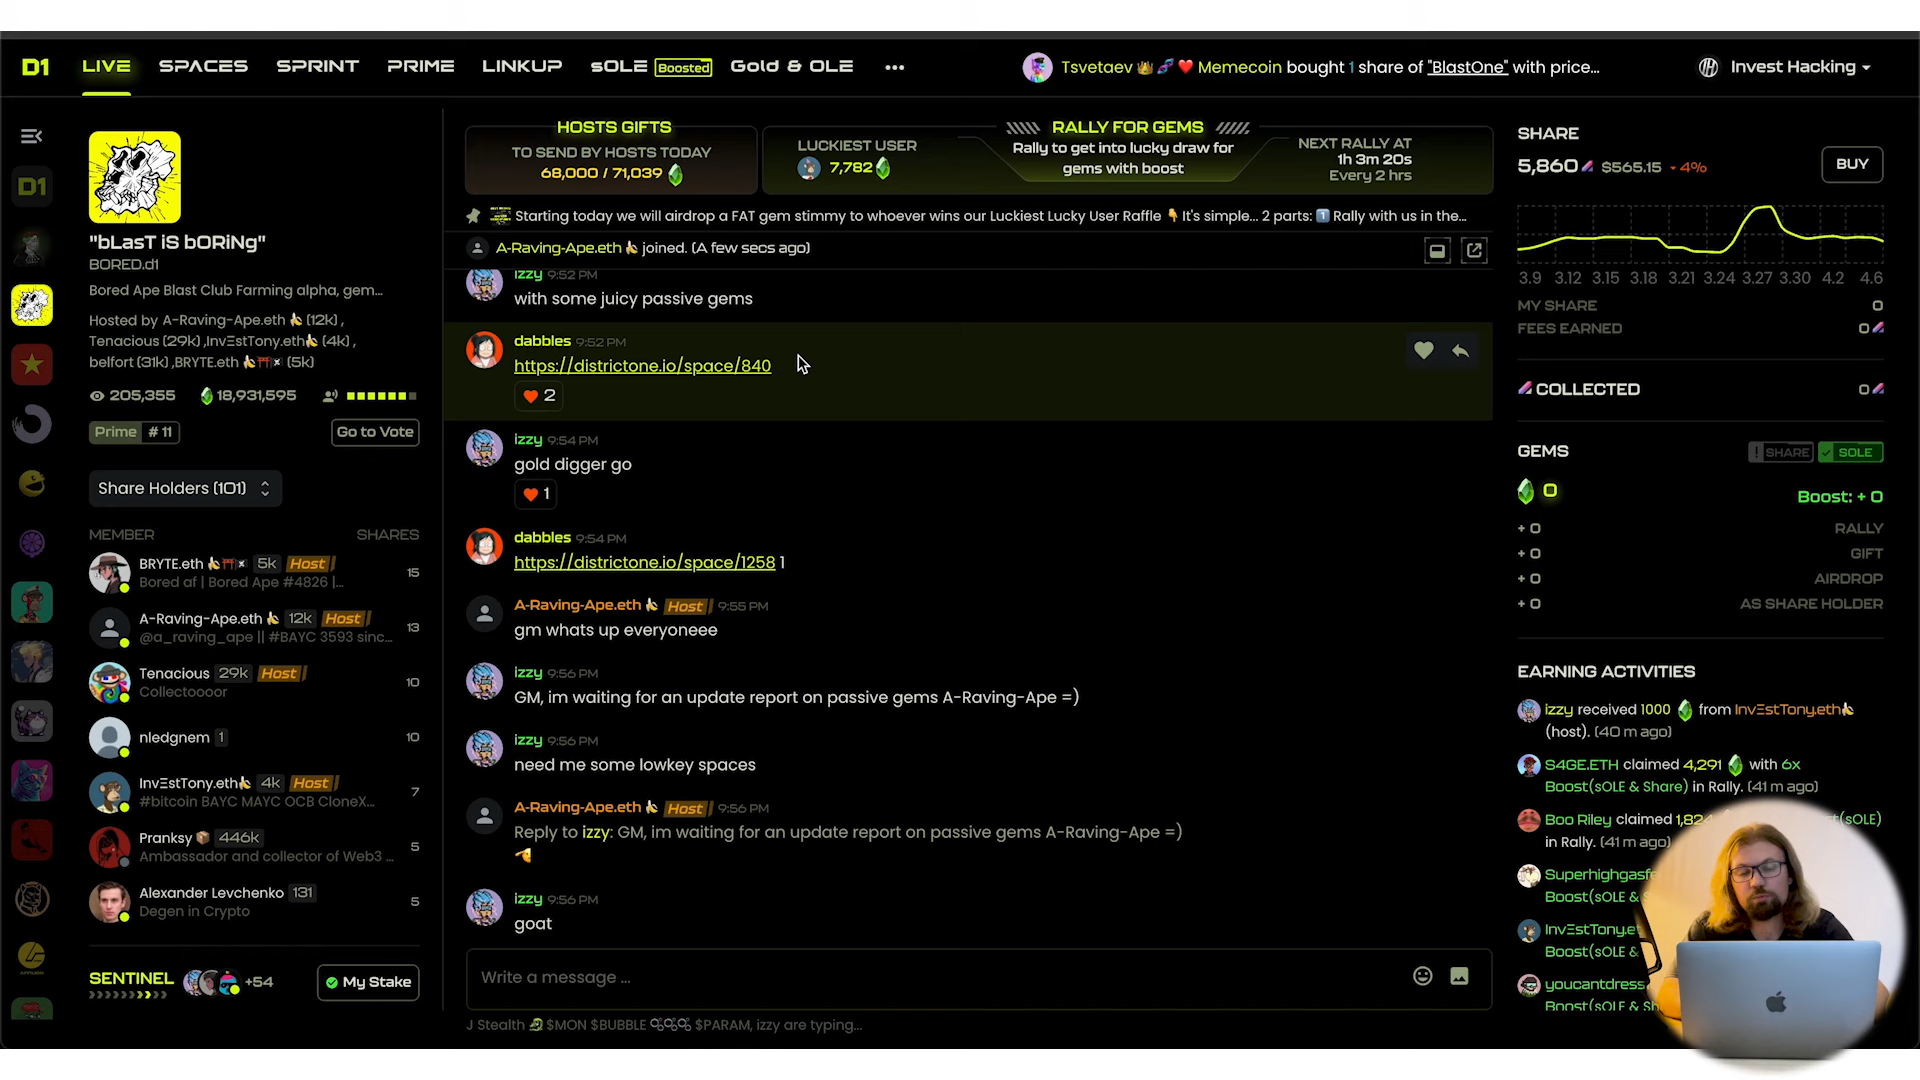 D1 LIVE SPACES SPRINT PRIME LINKUP sOLE Boosted Gold & OLE ...
Tsvetaev 👑🧬❤️ Memecoin bought 1 share of "BlastOne" with price...
Invest Hacking
D1
"bLasT iS bORiNg"
BORED.d1
Bored Ape Blast Club Farming alpha, gem...
Hosted by A-Raving-Ape.eth 🍌 (12k) ,
Tenacious (29k) ,InvΞstTony.eth🍌 (4k) ,
belfort (31k) ,BRYTE.eth 🍌⛩️ (5k)
205,355 18,931,595
Prime # 11 Go to Vote
Share Holders (101)
MEMBER SHARES
BRYTE.eth 🍌⛩️ 5k Host
Bored af | Bored Ape #4826 |...
15
A-Raving-Ape.eth 🍌 12k Host
@a_raving_ape || #BAYC 3593 sinc...
13
Tenacious 29k Host
Collectoooor
10
nledgnem 1
10
InvΞstTony.eth🍌 4k Host
#bitcoin BAYC MAYC OCB CloneX...
7
Pranksy 📦 446k
Ambassador and collector of Web3 ...
5
Alexander Levchenko 131
Degen in Crypto
5
SENTINEL +54 My Stake
HOSTS GIFTS
TO SEND BY HOSTS TODAY
68,000 / 71,039
LUCKIEST USER
7,782
RALLY FOR GEMS
Rally to get into lucky draw for
gems with boost
NEXT RALLY AT
1h 3m 20s
Every 2 hrs
Starting today we will airdrop a FAT gem stimmy to whoever wins our Luckiest Lucky User Raffle 👇 It's simple... 2 parts: 1️⃣ Rally with us in the...
A-Raving-Ape.eth 🍌 joined. (A few secs ago)
izzy 9:52 PM
with some juicy passive gems
dabbles 9:52 PM
https://districtone.io/space/840
2
izzy 9:54 PM
gold digger go
1
dabbles 9:54 PM
https://districtone.io/space/1258 1
A-Raving-Ape.eth 🍌 Host 9:55 PM
gm whats up everyoneee
izzy 9:56 PM
GM, im waiting for an update report on passive gems A-Raving-Ape =)
izzy 9:56 PM
need me some lowkey spaces
A-Raving-Ape.eth 🍌 Host 9:56 PM
Reply to izzy: GM, im waiting for an update report on passive gems A-Raving-Ape =)
izzy 9:56 PM
goat
Write a message ...
J Stealth $MON $BUBBLE $PARAM, izzy are typing...
SHARE
5,860 $565.15 - 4%
BUY
3.9 3.12 3.15 3.18 3.21 3.24 3.27 3.30 4.2 4.6
MY SHARE 0
FEES EARNED 0
COLLECTED 0
GEMS ! SHARE SOLE
0 Boost: + 0
+ 0 RALLY
+ 0 GIFT
+ 0 AIRDROP
+ 0 AS SHARE HOLDER
EARNING ACTIVITIES
izzy received 1000 from InvΞstTony.eth🍌
(host). (40 m ago)
S4GE.ETH claimed 4,291 with 6x
Boost(sOLE & Share) in Rally. (41 m ago)
Boo Riley claimed 1,824 (sOLE)
in Rally. (41 m ago)
Superhighgasfe
Boost(sOLE &
InvΞstTony.e
Boost(sOLE &
youcantdress
Boost(sOLE & Sh